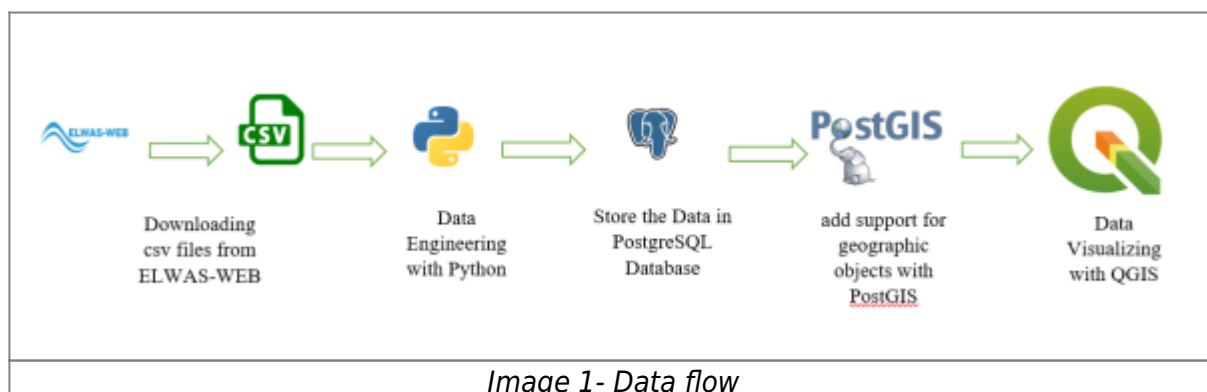 ELWAS-WEB
CSV
PostGIS
Downloading
csv files from
ELWAS-WEB
Data
Engineering
with Python
Store the Data in
PostgreSQL
Database
add support for
geographic
objects with
PostGIS
Data
Visualizing
with QGIS
Image 1- Data flow